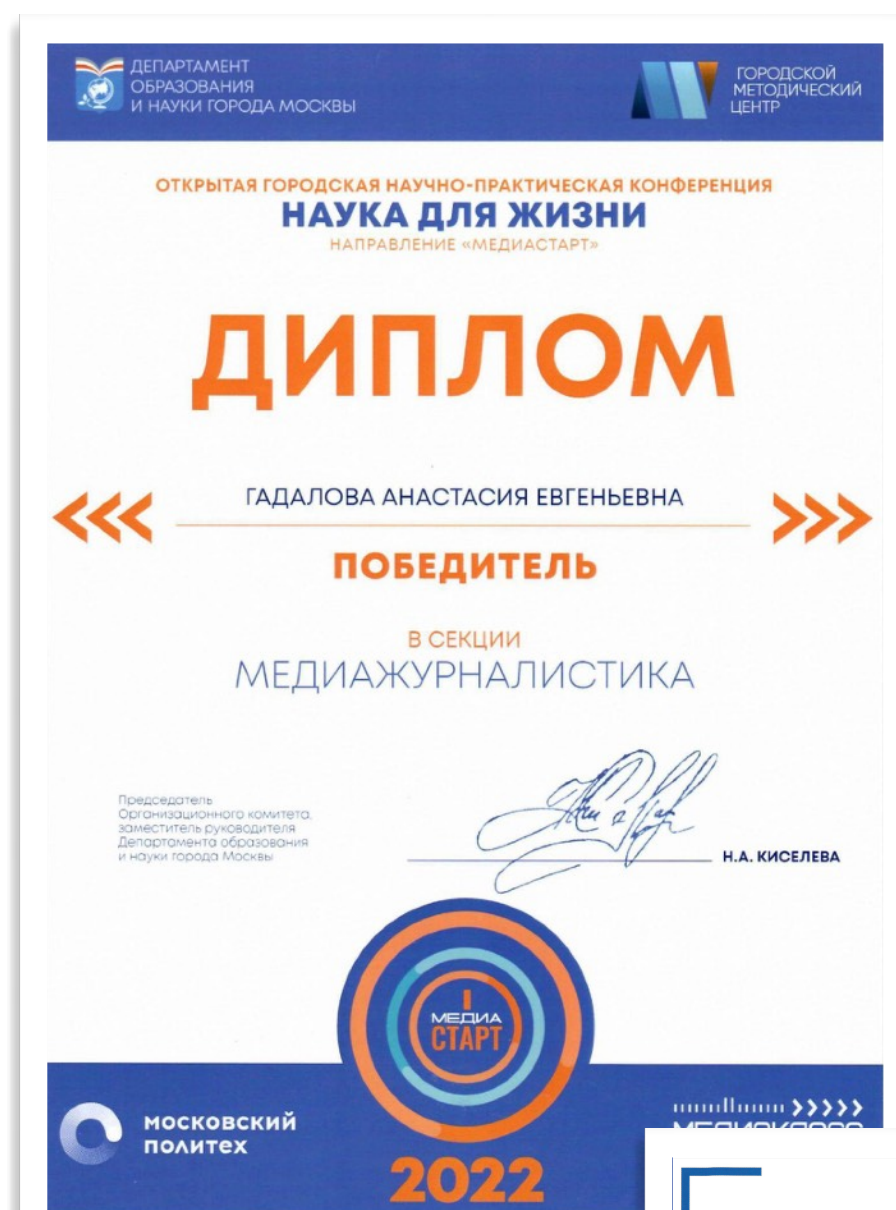 ДЕПАРТАМЕНТ
ОБРАЗОВАНИЯ
И НАУКИ ГОРОДА МОСКВЫ
ГОРОДСКОЙ
МЕТОДИЧЕСКИЙ
ЦЕНТР
ОТКРЫТАЯ ГОРОДСКАЯ НАУЧНО-ПРАКТИЧЕСКАЯ КОНФЕРЕНЦИЯ
НАУКА ДЛЯ ЖИЗНИ
НАПРАВЛЕНИЕ «МЕДИАСТАРТ»
ДИПЛОМ
ГАДАЛОВА АНАСТАСИЯ ЕВГЕНЬЕВНА
ПОБЕДИТЕЛЬ
В СЕКЦИИ
МЕДИАЖУРНАЛИСТИКА
Председатель
Организационного комитета,
заместитель руководителя
Департамента образования
и науки города Москвы
Н.А. КИСЕЛЕВА
МЕДИА
СТАРТ
московский
политех
2022